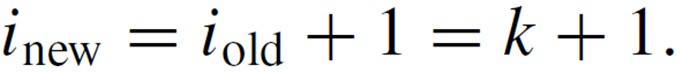 i_new = i_old + 1 = k + 1.